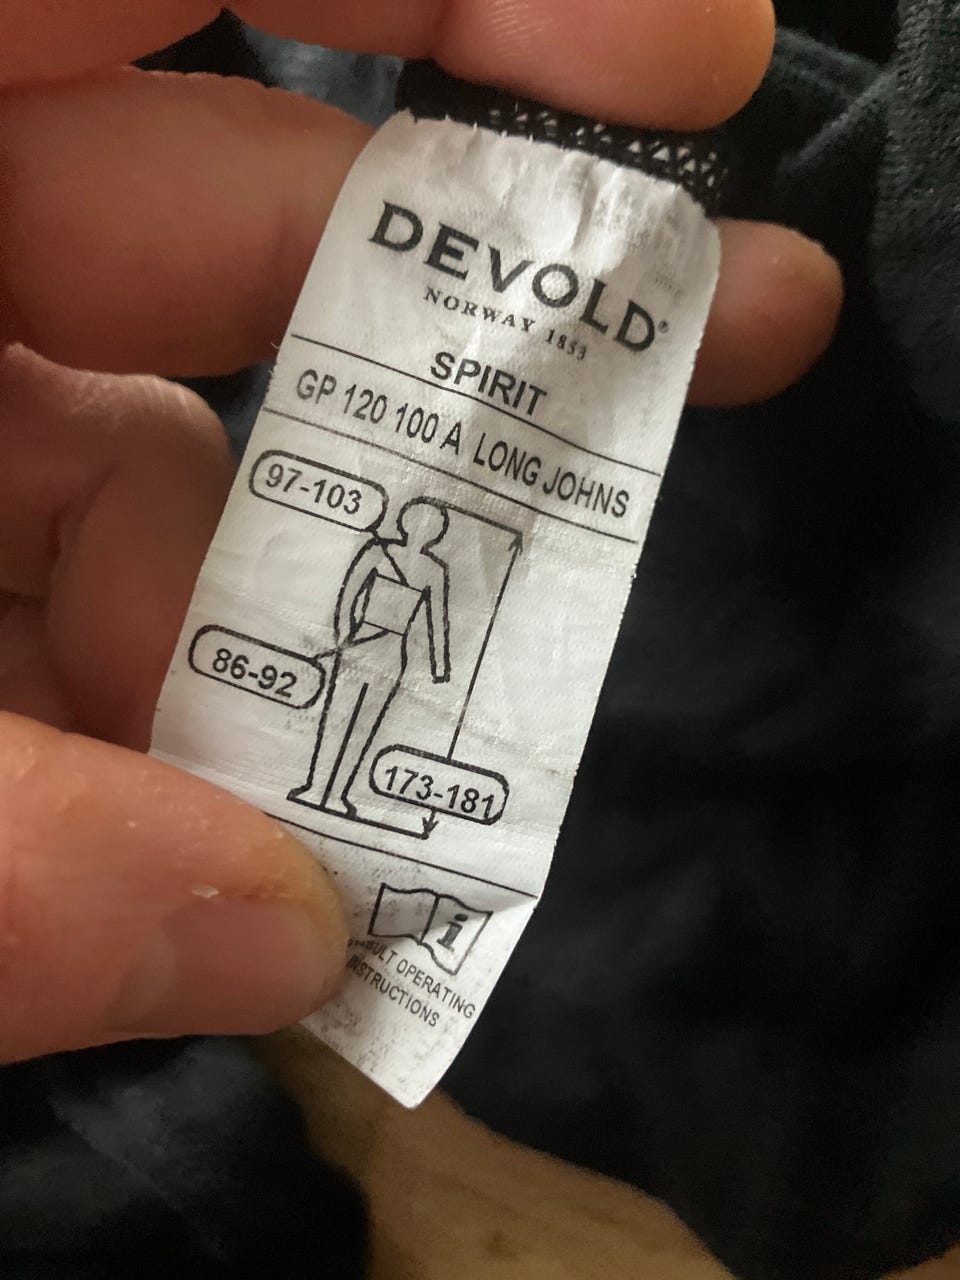 DEVOLD®
NORWAY 1853
SPIRIT
GP 120 100 A LONG JOHNS
97-103
86-92
173-181
i
OPERATING
INSTRUCTIONS